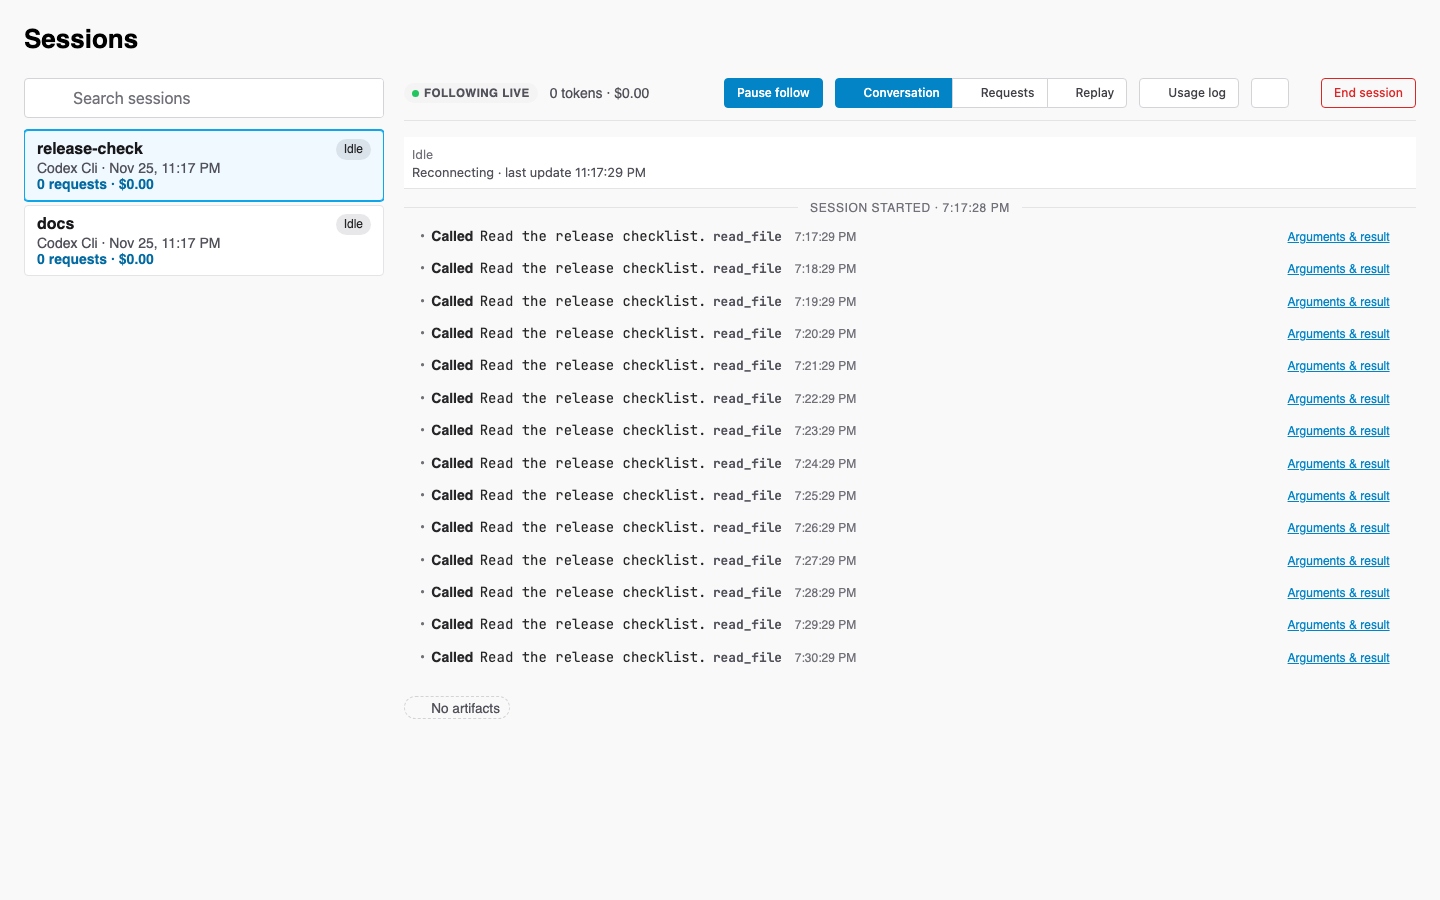 Sessions
Search sessions
release-check Idle
Codex Cli · Nov 25, 11:17 PM
0 requests · $0.00
docs Idle
Codex Cli · Nov 25, 11:17 PM
0 requests · $0.00
FOLLOWING LIVE 0 tokens · $0.00 Pause follow Conversation Requests Replay Usage log End session
Idle
Reconnecting · last update 11:17:29 PM
SESSION STARTED · 7:17:28 PM
· Called Read the release checklist. read_file 7:17:29 PM Arguments & result
· Called Read the release checklist. read_file 7:18:29 PM Arguments & result
· Called Read the release checklist. read_file 7:19:29 PM Arguments & result
· Called Read the release checklist. read_file 7:20:29 PM Arguments & result
· Called Read the release checklist. read_file 7:21:29 PM Arguments & result
· Called Read the release checklist. read_file 7:22:29 PM Arguments & result
· Called Read the release checklist. read_file 7:23:29 PM Arguments & result
· Called Read the release checklist. read_file 7:24:29 PM Arguments & result
· Called Read the release checklist. read_file 7:25:29 PM Arguments & result
· Called Read the release checklist. read_file 7:26:29 PM Arguments & result
· Called Read the release checklist. read_file 7:27:29 PM Arguments & result
· Called Read the release checklist. read_file 7:28:29 PM Arguments & result
· Called Read the release checklist. read_file 7:29:29 PM Arguments & result
· Called Read the release checklist. read_file 7:30:29 PM Arguments & result
No artifacts